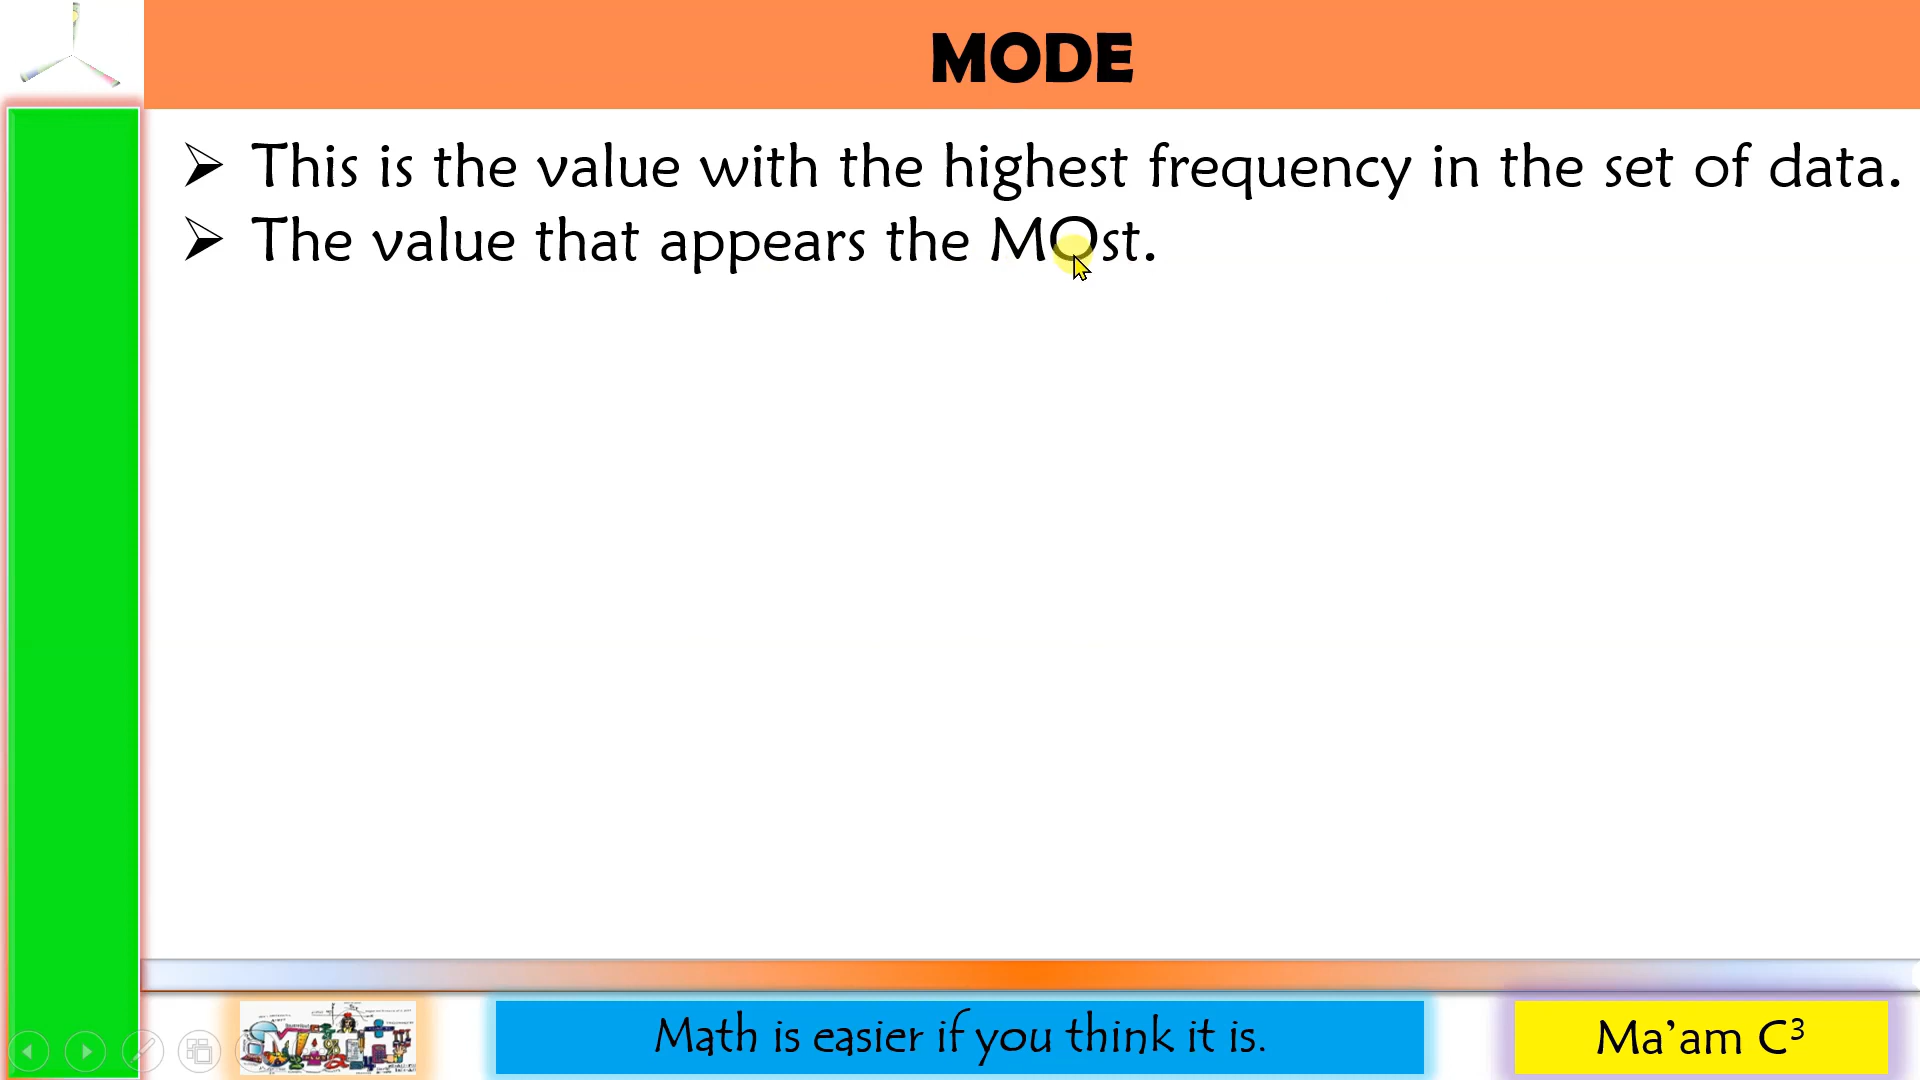 MODE
➢ This is the value with the highest frequency in the set of data.
➢ The value that appears the MOst.
MATH
Math is easier if you think it is.
Ma’am C³